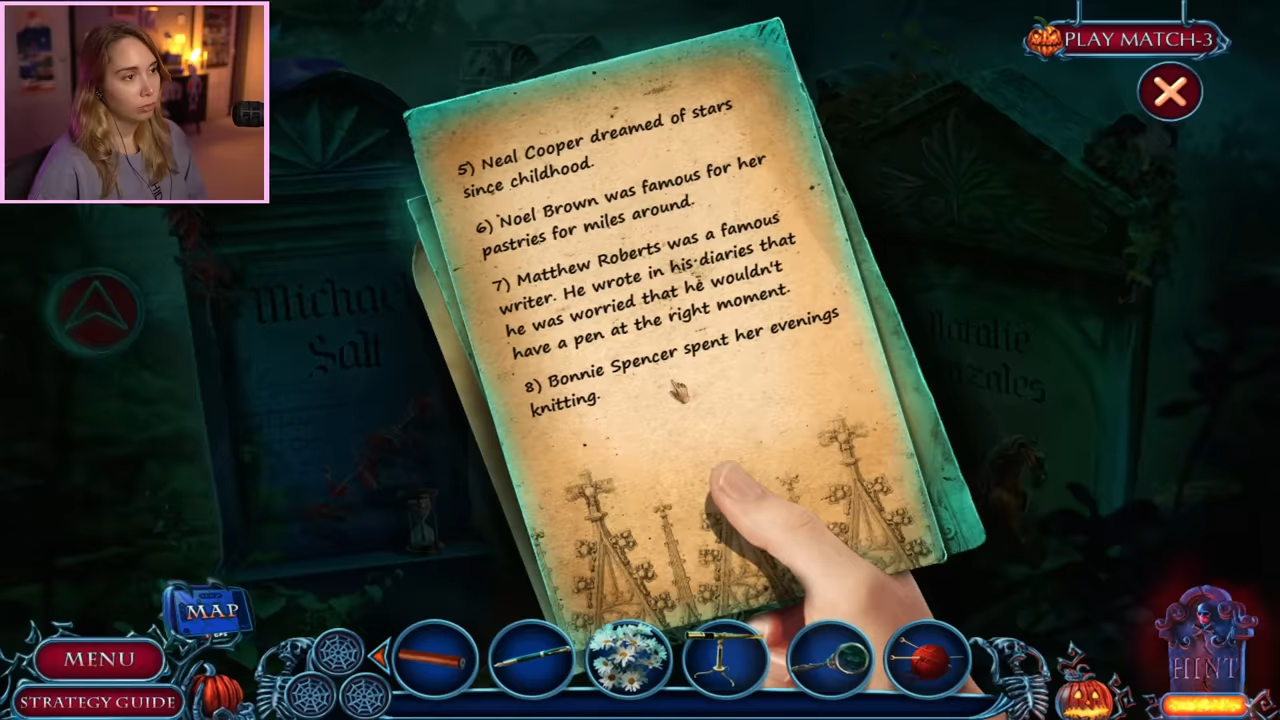 PLAY MATCH-3
5) Neal Cooper dreamed of stars
since childhood.
6) Noel Brown was famous for her
pastries for miles around.
7) Matthew Roberts was a famous
writer. He wrote in his diaries that
he was worried that he wouldn't
have a pen at the right moment.
8) Bonnie Spencer spent her evenings
knitting.
Michael
Salt
Natalie
MAP
MENU
STRATEGY GUIDE
HINT